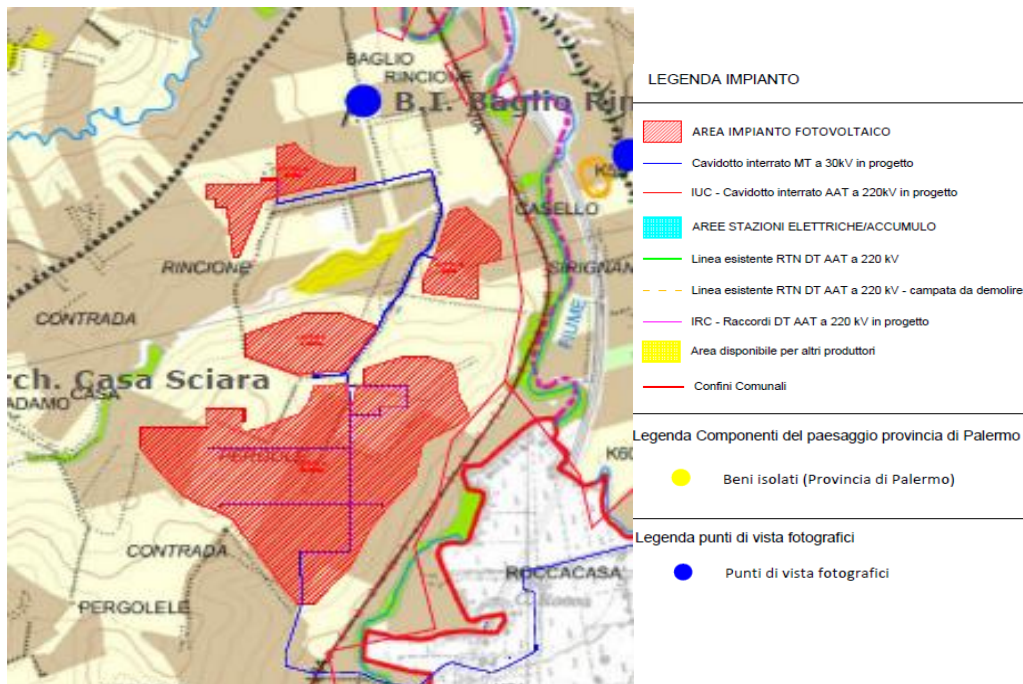 BAGLIO
RINCIONE
B.I. Baglio Rin
CASELLO
RINCIONE
SIRIGNAN
FIUME
CONTRADA
rch. Casa Sciara
ADAMO
CASA
PERGOLE
K60
CONTRADA
ROCCACASA
PERGOLELE
LEGENDA IMPIANTO
AREA IMPIANTO FOTOVOLTAICO
Cavidotto interrato MT a 30kV in progetto
IUC - Cavidotto interrato AAT a 220kV in progetto
AREE STAZIONI ELETTRICHE/ACCUMULO
Linea esistente RTN DT AAT a 220 kV
Linea esistente RTN DT AAT a 220 kV - campata da demolire
IRC - Raccordi DT AAT a 220 kV in progetto
Area disponibile per altri produttori
Confini Comunali
Legenda Componenti del paesaggio provincia di Palermo
Beni isolati (Provincia di Palermo)
Legenda punti di vista fotografici
Punti di vista fotografici